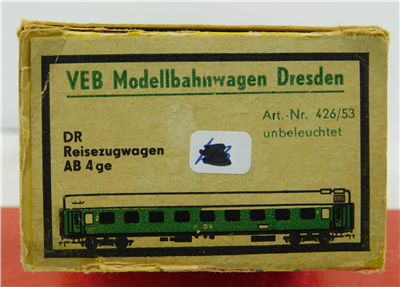 VEB Modellbahnwagen Dresden
Art.-Nr. 426/53
unbeleuchtet
DR
Reisezugwagen
AB 4ge